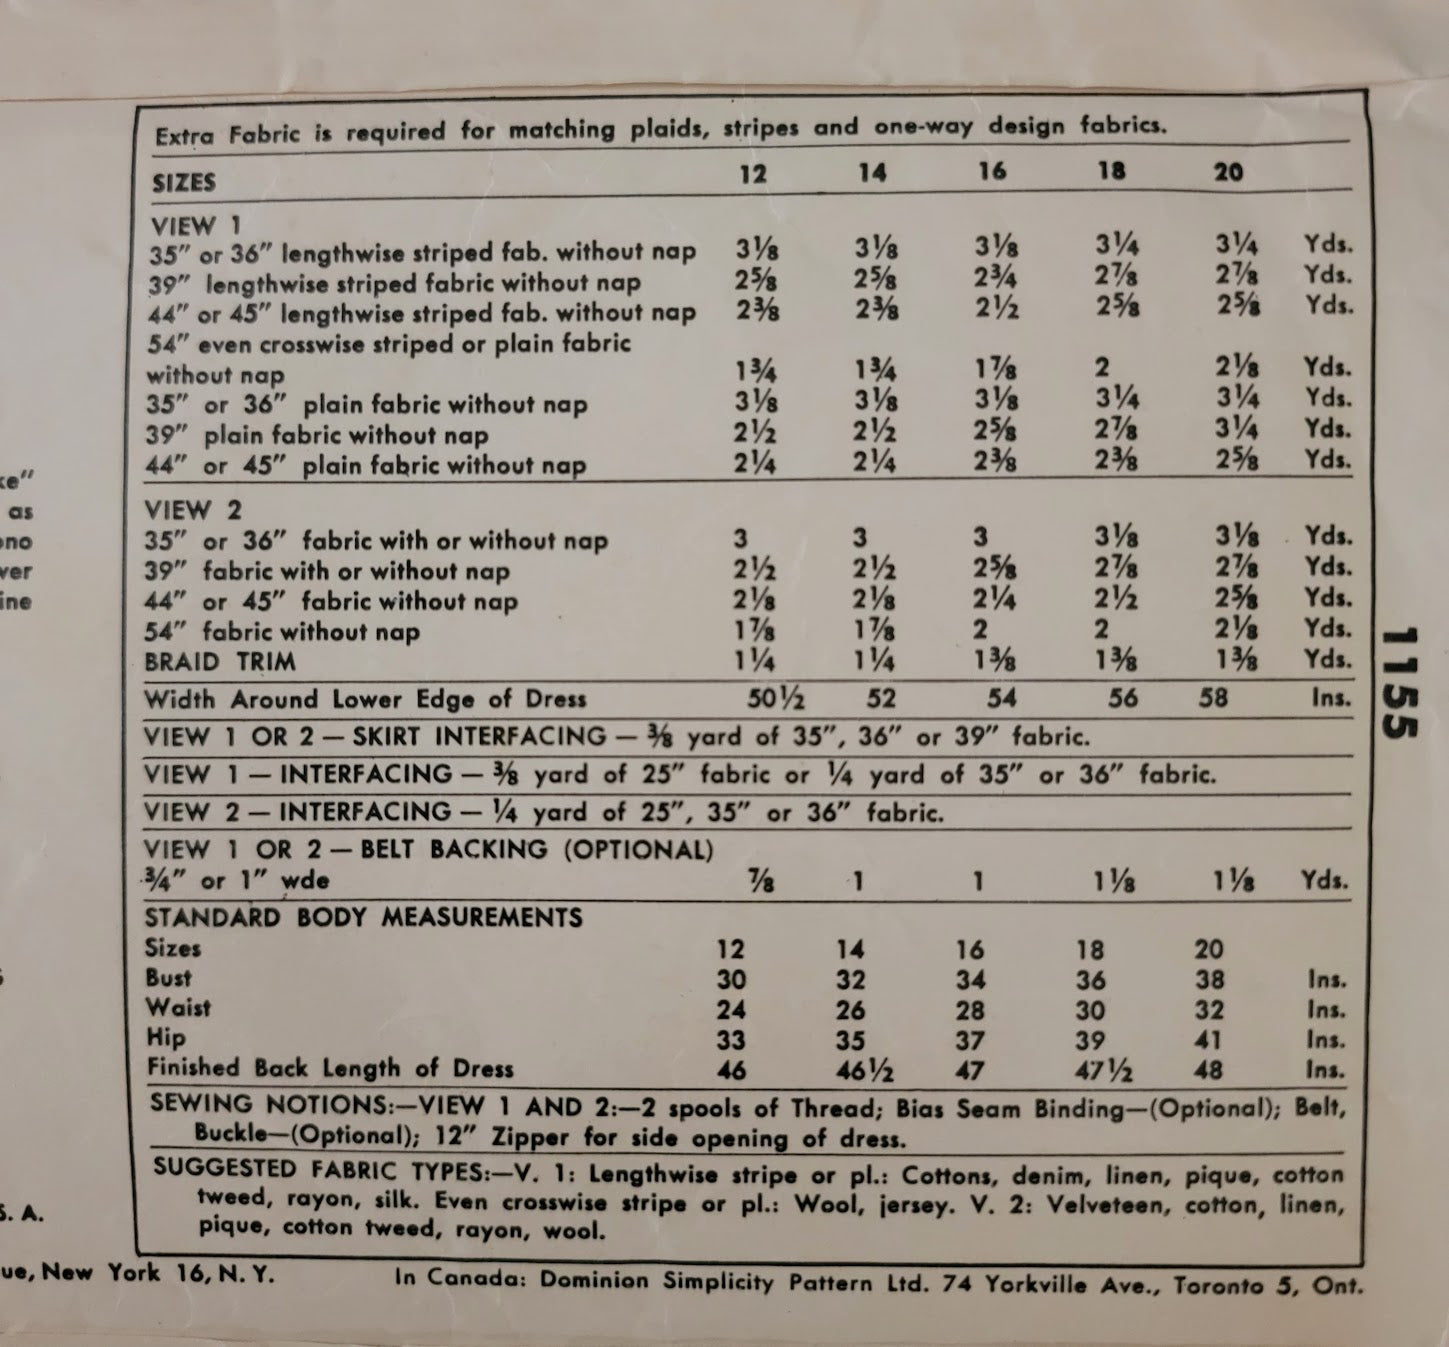 Extra Fabric is required for matching plaids, stripes and one-way design fabrics.
SIZES 12 14 16 18 20
VIEW 1
35" or 36" lengthwise striped fab. without nap 3⅛ 3⅛ 3⅛ 3¼ 3¼ Yds.
39" lengthwise striped fabric without nap 2⅝ 2⅝ 2¾ 2⅞ 2⅞ Yds.
44" or 45" lengthwise striped fab. without nap 2⅜ 2⅜ 2½ 2⅝ 2⅝ Yds.
54" even crosswise striped or plain fabric
without nap 1¾ 1¾ 1⅞ 2 2⅛ Yds.
35" or 36" plain fabric without nap 3⅛ 3⅛ 3⅛ 3¼ 3¼ Yds.
39" plain fabric without nap 2½ 2½ 2⅝ 2⅞ 3¼ Yds.
44" or 45" plain fabric without nap 2¼ 2¼ 2⅜ 2⅜ 2⅝ Yds.
ke"
as
ono
ver
ine
VIEW 2
35" or 36" fabric with or without nap 3 3 3 3⅛ 3⅛ Yds.
39" fabric with or without nap 2½ 2½ 2⅝ 2⅞ 2⅞ Yds.
44" or 45" fabric without nap 2⅛ 2⅛ 2¼ 2½ 2⅝ Yds.
54" fabric without nap 1⅞ 1⅞ 2 2 2⅛ Yds.
BRAID TRIM 1¼ 1¼ 1⅜ 1⅜ 1⅜ Yds.
Width Around Lower Edge of Dress 50½ 52 54 56 58 Ins.
VIEW 1 OR 2 — SKIRT INTERFACING — ⅜ yard of 35", 36" or 39" fabric.
VIEW 1 — INTERFACING — ⅜ yard of 25" fabric or ¼ yard of 35" or 36" fabric.
VIEW 2 — INTERFACING — ¼ yard of 25", 35" or 36" fabric.
VIEW 1 OR 2 — BELT BACKING (OPTIONAL)
¾" or 1" wde ⅞ 1 1 1⅛ 1⅛ Yds.
STANDARD BODY MEASUREMENTS
Sizes 12 14 16 18 20
Bust 30 32 34 36 38 Ins.
Waist 24 26 28 30 32 Ins.
Hip 33 35 37 39 41 Ins.
Finished Back Length of Dress 46 46½ 47 47½ 48 Ins.
SEWING NOTIONS:—VIEW 1 AND 2:—2 spools of Thread; Bias Seam Binding—(Optional); Belt,
Buckle—(Optional); 12" Zipper for side opening of dress.
SUGGESTED FABRIC TYPES:—V. 1: Lengthwise stripe or pl.: Cottons, denim, linen, pique, cotton
tweed, rayon, silk. Even crosswise stripe or pl.: Wool, jersey. V. 2: Velveteen, cotton, linen,
pique, cotton tweed, rayon, wool.
1155
S. A.
ue, New York 16, N. Y.
In Canada: Dominion Simplicity Pattern Ltd. 74 Yorkville Ave., Toronto 5, Ont.